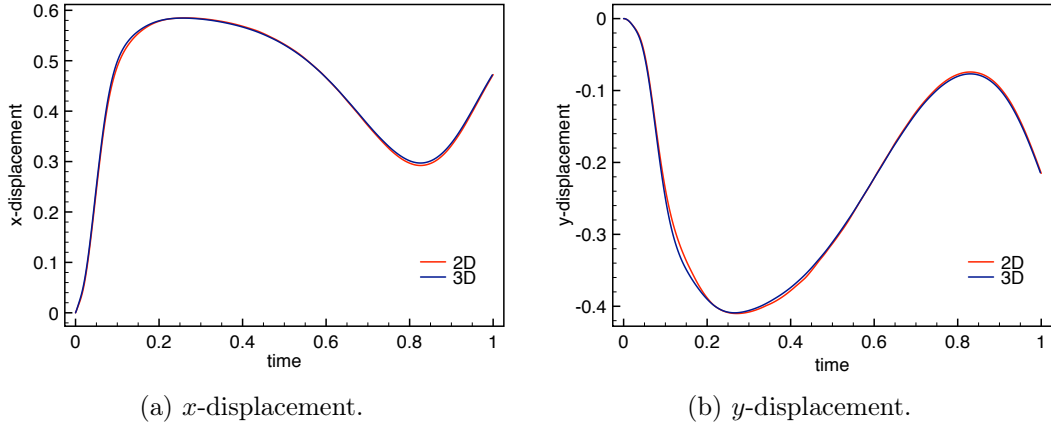 0.6
0.5
0.4
0.3
0.2
0.1
0
x-displacement
0 0.2 0.4 0.6 0.8 1
time
2D
3D
(a) x-displacement.
0
-0.1
-0.2
-0.3
-0.4
y-displacement
0 0.2 0.4 0.6 0.8 1
time
2D
3D
(b) y-displacement.